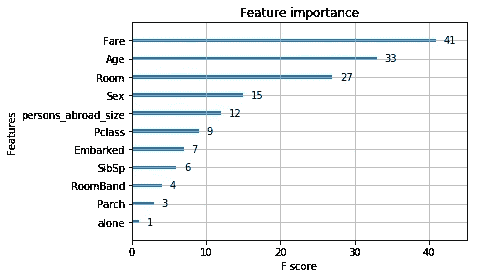 Feature importance
Features
Fare 41
Age 33
Room 27
Sex 15
persons_abroad_size 12
Pclass 9
Embarked 7
SibSp 6
RoomBand 4
Parch 3
alone 1
0 10 20 30 40
F score